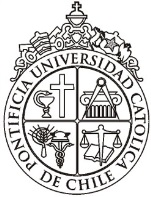 PONTIFICIA UNIVERSIDAD CATOLICA
DE CHILE